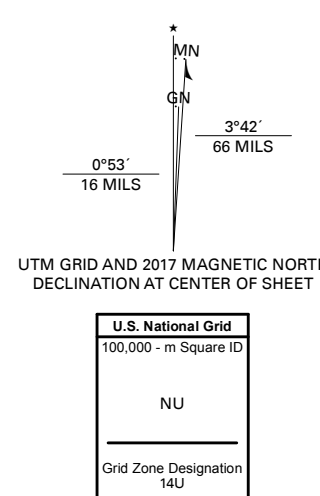 ★
MN
GN
3°42´
66 MILS
0°53´
16 MILS
UTM GRID AND 2017 MAGNETIC NORTH
DECLINATION AT CENTER OF SHEET
U.S. National Grid
100,000 - m Square ID
NU
Grid Zone Designation
14U